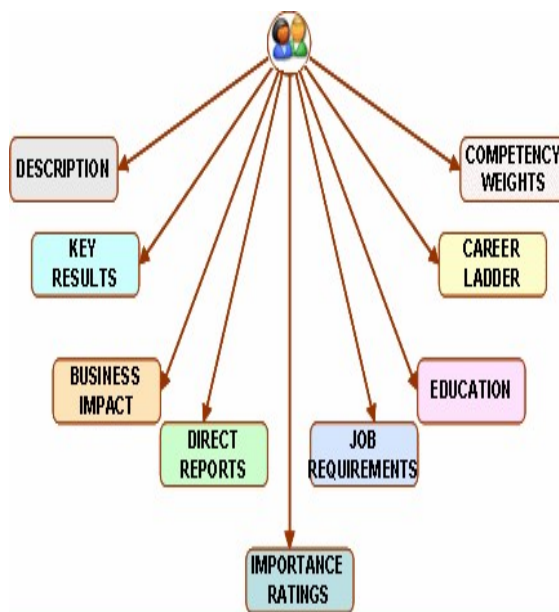 DESCRIPTION
COMPETENCY
WEIGHTS
KEY
RESULTS
CAREER
LADDER
BUSINESS
IMPACT
EDUCATION
DIRECT
REPORTS
JOB
REQUIREMENTS
IMPORTANCE
RATINGS